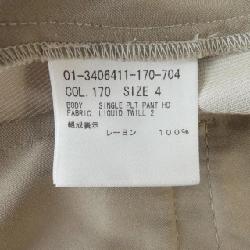 01-3406411-170-704
COL. 170 SIZE 4
BODY SINGLE PLT PANT HD
FABRIC LIQUID TWILL 2
組成表示
レーヨン 100%